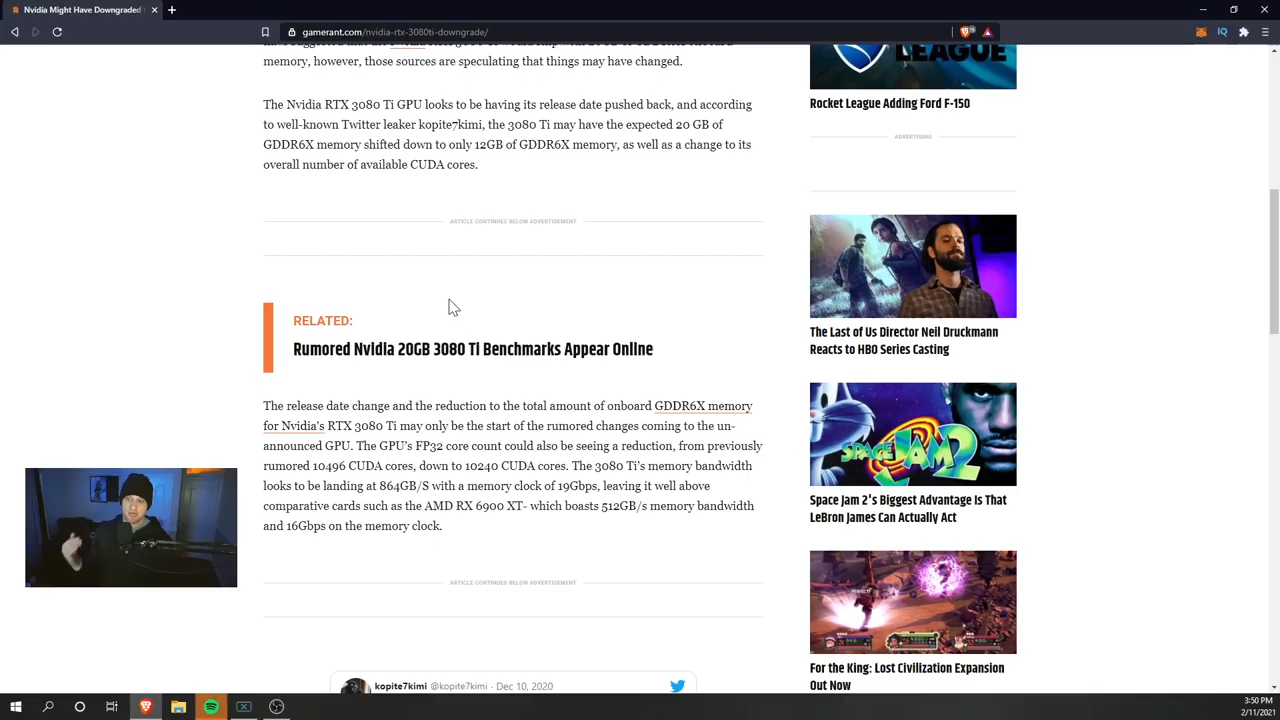 Nvidia Might Have Downgraded
gamerant.com/nvidia-rtx-3080ti-downgrade/
memory, however, those sources are speculating that things may have changed.
The Nvidia RTX 3080 Ti GPU looks to be having its release date pushed back, and according
to well-known Twitter leaker kopite7kimi, the 3080 Ti may have the expected 20 GB of
GDDR6X memory shifted down to only 12GB of GDDR6X memory, as well as a change to its
overall number of available CUDA cores.
ARTICLE CONTINUES BELOW ADVERTISEMENT
RELATED:
Rumored Nvidia 20GB 3080 Ti Benchmarks Appear Online
The release date change and the reduction to the total amount of onboard GDDR6X memory
for Nvidia's RTX 3080 Ti may only be the start of the rumored changes coming to the un-
announced GPU. The GPU's FP32 core count could also be seeing a reduction, from previously
rumored 10496 CUDA cores, down to 10240 CUDA cores. The 3080 Ti's memory bandwidth
looks to be landing at 864GB/S with a memory clock of 19Gbps, leaving it well above
comparative cards such as the AMD RX 6900 XT- which boasts 512GB/s memory bandwidth
and 16Gbps on the memory clock.
ARTICLE CONTINUES BELOW ADVERTISEMENT
kopite7kimi @kopite7kimi - Dec 10, 2020
LEAGUE
Rocket League Adding Ford F-150
ADVERTISING
The Last of Us Director Neil Druckmann
Reacts to HBO Series Casting
SPACE
JAM 2
Space Jam 2's Biggest Advantage Is That
LeBron James Can Actually Act
For the King: Lost Civilization Expansion
Out Now
3:50 PM
2/11/2021